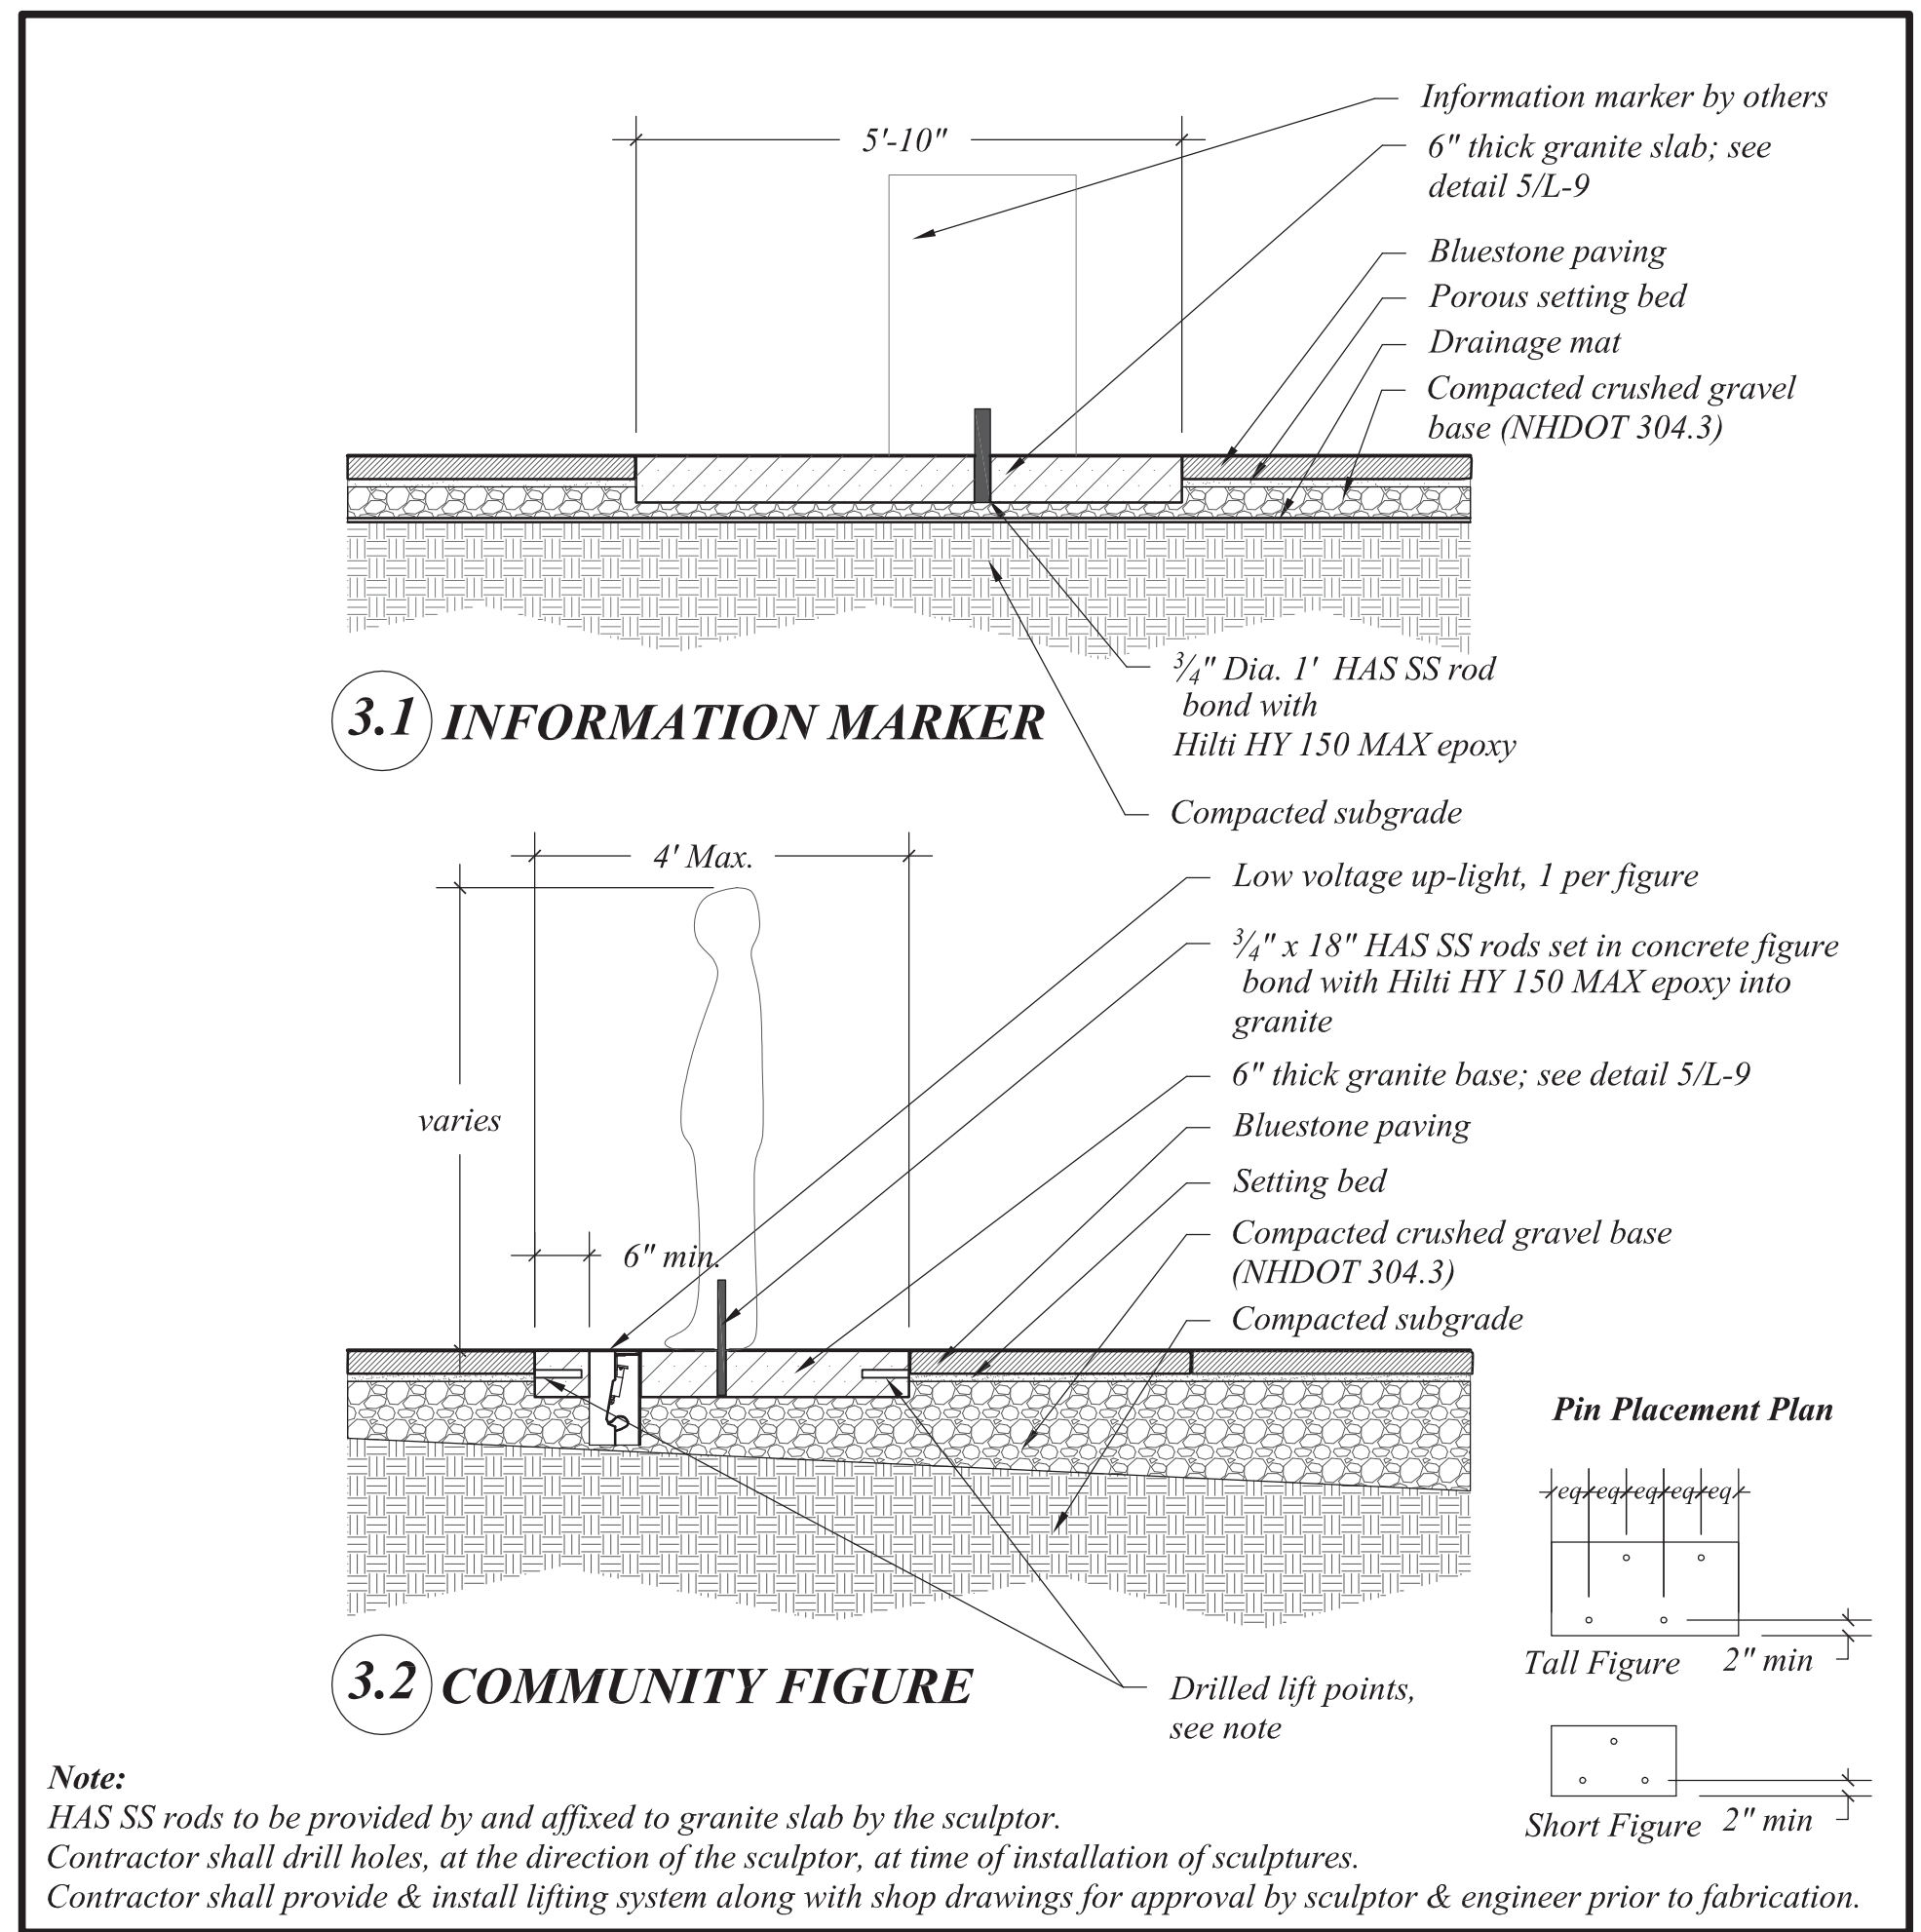 Information marker by others
5'-10"
6" thick granite slab; see
detail 5/L-9
Bluestone paving
Porous setting bed
Drainage mat
Compacted crushed gravel
base (NHDOT 304.3)
3/4" Dia. 1' HAS SS rod
bond with
Hilti HY 150 MAX epoxy
3.1 INFORMATION MARKER
Compacted subgrade
4' Max.
Low voltage up-light, 1 per figure
3/4" x 18" HAS SS rods set in concrete figure
bond with Hilti HY 150 MAX epoxy into
granite
6" thick granite base; see detail 5/L-9
varies
Bluestone paving
Setting bed
6" min.
Compacted crushed gravel base
(NHDOT 304.3)
Compacted subgrade
Pin Placement Plan
eq eq eq eq eq
Tall Figure 2" min
3.2 COMMUNITY FIGURE
Drilled lift points,
see note
Short Figure 2" min
Note:
HAS SS rods to be provided by and affixed to granite slab by the sculptor.
Contractor shall drill holes, at the direction of the sculptor, at time of installation of sculptures.
Contractor shall provide & install lifting system along with shop drawings for approval by sculptor & engineer prior to fabrication.